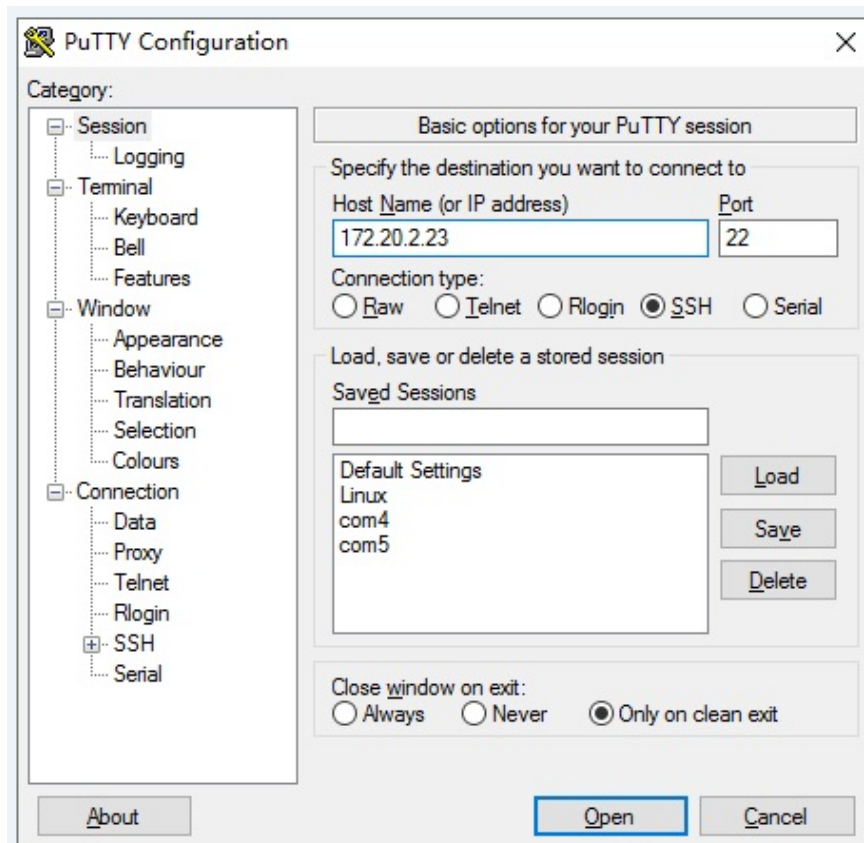 PuTTY Configuration
Category:
Session
Logging
Terminal
Keyboard
Bell
Features
Window
Appearance
Behaviour
Translation
Selection
Colours
Connection
Data
Proxy
Telnet
Rlogin
SSH
Serial
Basic options for your PuTTY session
Specify the destination you want to connect to
Host Name (or IP address) Port
172.20.2.23 22
Connection type:
Raw Telnet Rlogin SSH Serial
Load, save or delete a stored session
Saved Sessions
Default Settings
Linux
com4
com5
Load
Save
Delete
Close window on exit:
Always Never Only on clean exit
About Open Cancel